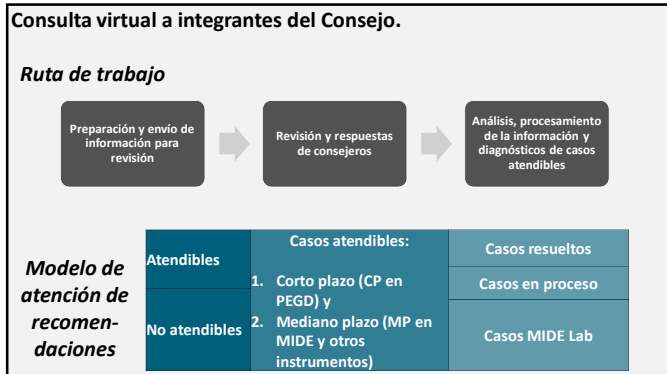 Consulta virtual a integrantes del Consejo.
Ruta de trabajo
Preparación y envío de
información para
revisión
Revisión y respuestas
de consejeros
Análisis, procesamiento
de la información y
diagnósticos de casos
atendibles
Modelo de
atención de
recomen-
daciones
Atendibles
No atendibles
Casos atendibles:
1. Corto plazo (CP en
PEGD) y
2. Mediano plazo (MP en
MIDE y otros
instrumentos)
Casos resueltos
Casos en proceso
Casos MIDE Lab